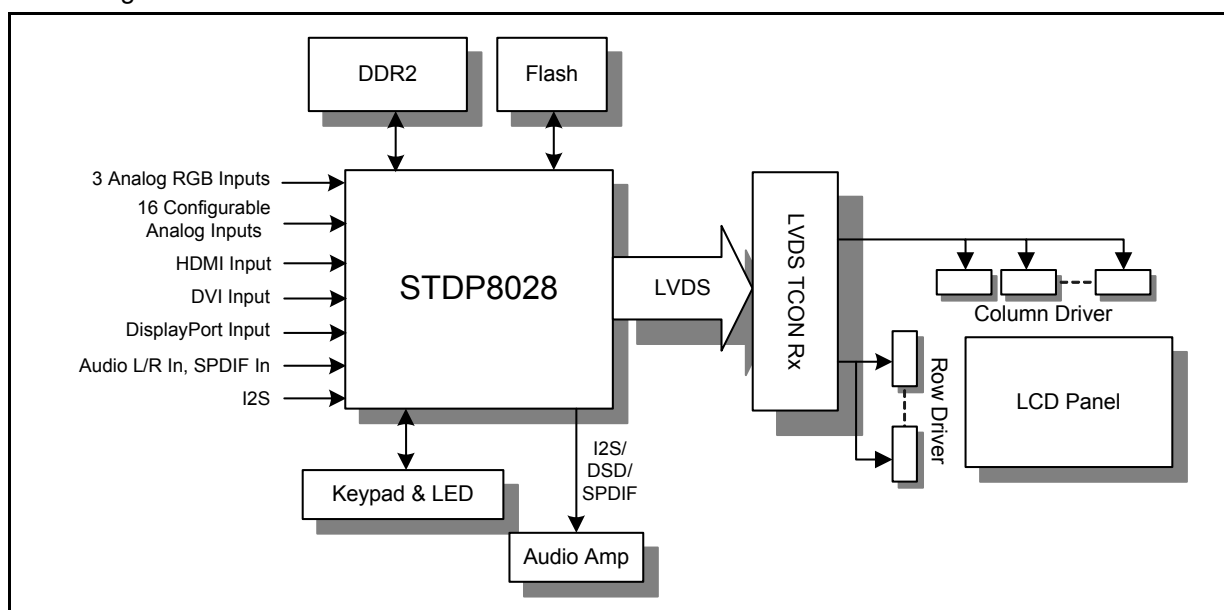 DDR2
Flash
3 Analog RGB Inputs
16 Configurable
Analog Inputs
HDMI Input
DVI Input
DisplayPort Input
Audio L/R In, SPDIF In
I2S
STDP8028
LVDS
LVDS TCON Rx
Column Driver
Row Driver
LCD Panel
Keypad & LED
I2S/
DSD/
SPDIF
Audio Amp